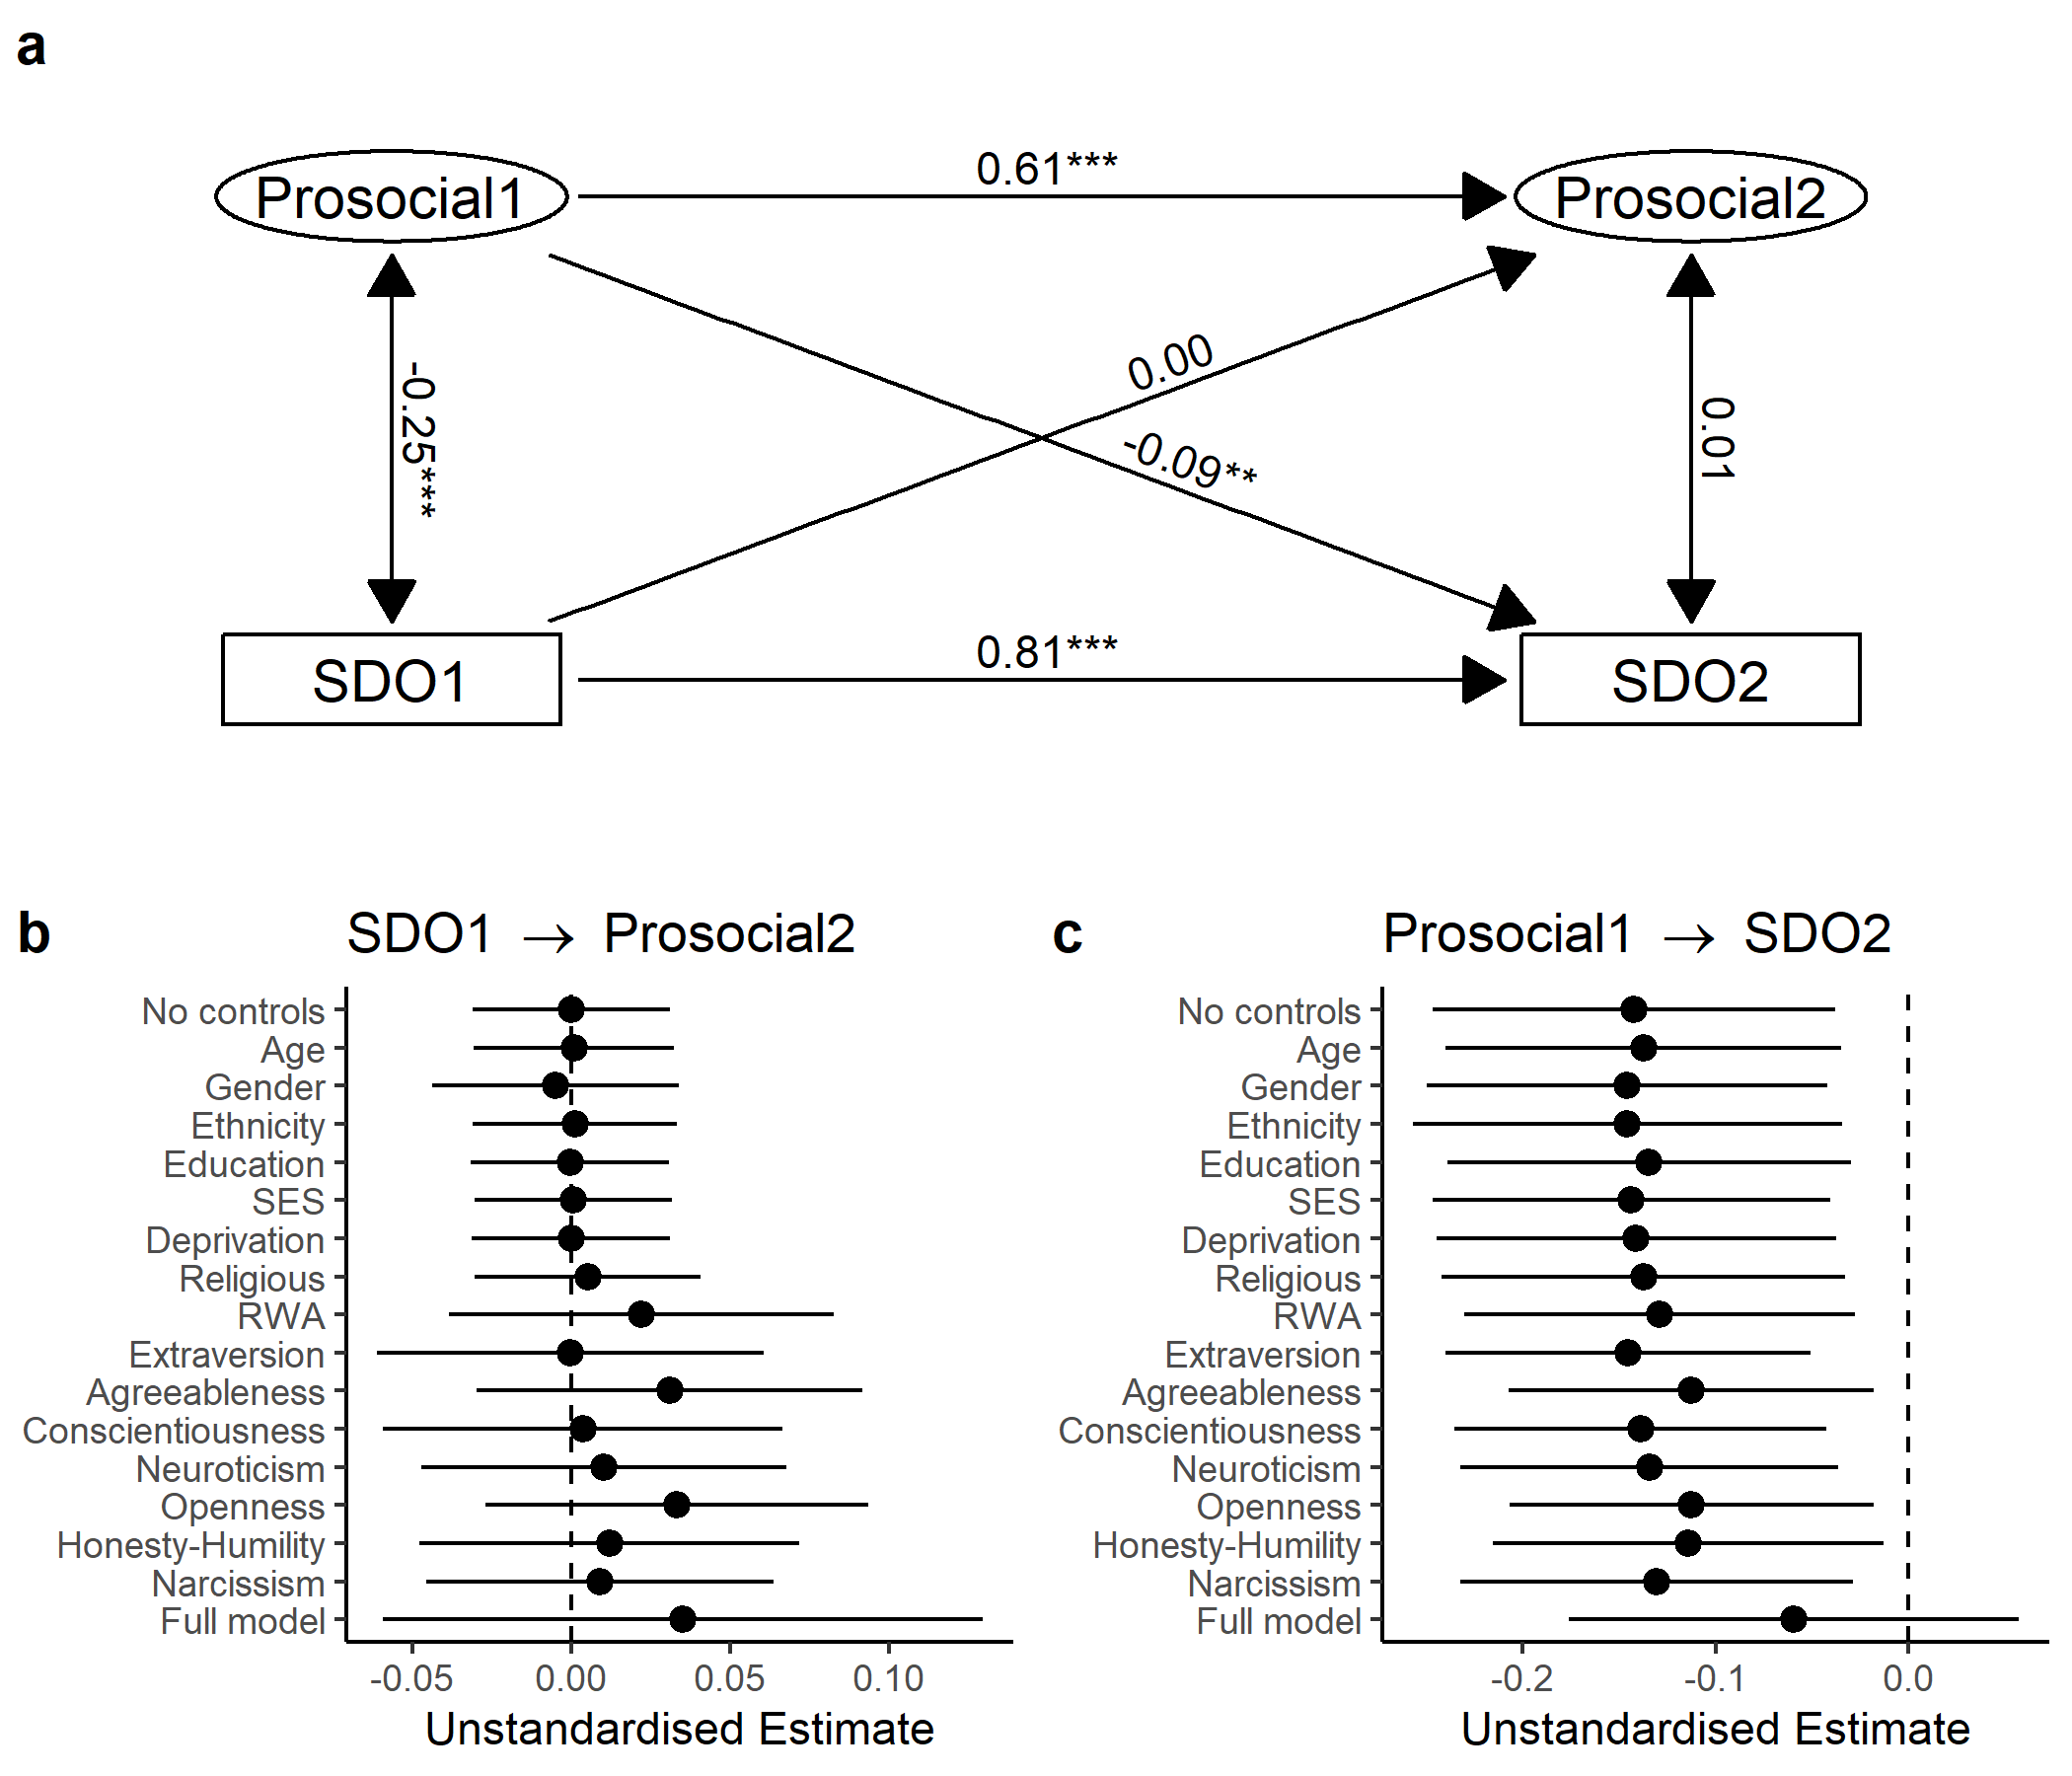 a
0.61***
Prosocial1
Prosocial2
0.00
-0.25***
-0.09**
0.01
0.81***
SDO1
SDO2
b
SDO1 → Prosocial2
No controls
Age
Gender
Ethnicity
Education
SES
Deprivation
Religious
RWA
Extraversion
Agreeableness
Conscientiousness
Neuroticism
Openness
Honesty-Humility
Narcissism
Full model
-0.05 0.00 0.05 0.10
Unstandardised Estimate
c
Prosocial1 → SDO2
No controls
Age
Gender
Ethnicity
Education
SES
Deprivation
Religious
RWA
Extraversion
Agreeableness
Conscientiousness
Neuroticism
Openness
Honesty-Humility
Narcissism
Full model
-0.2 -0.1 0.0
Unstandardised Estimate